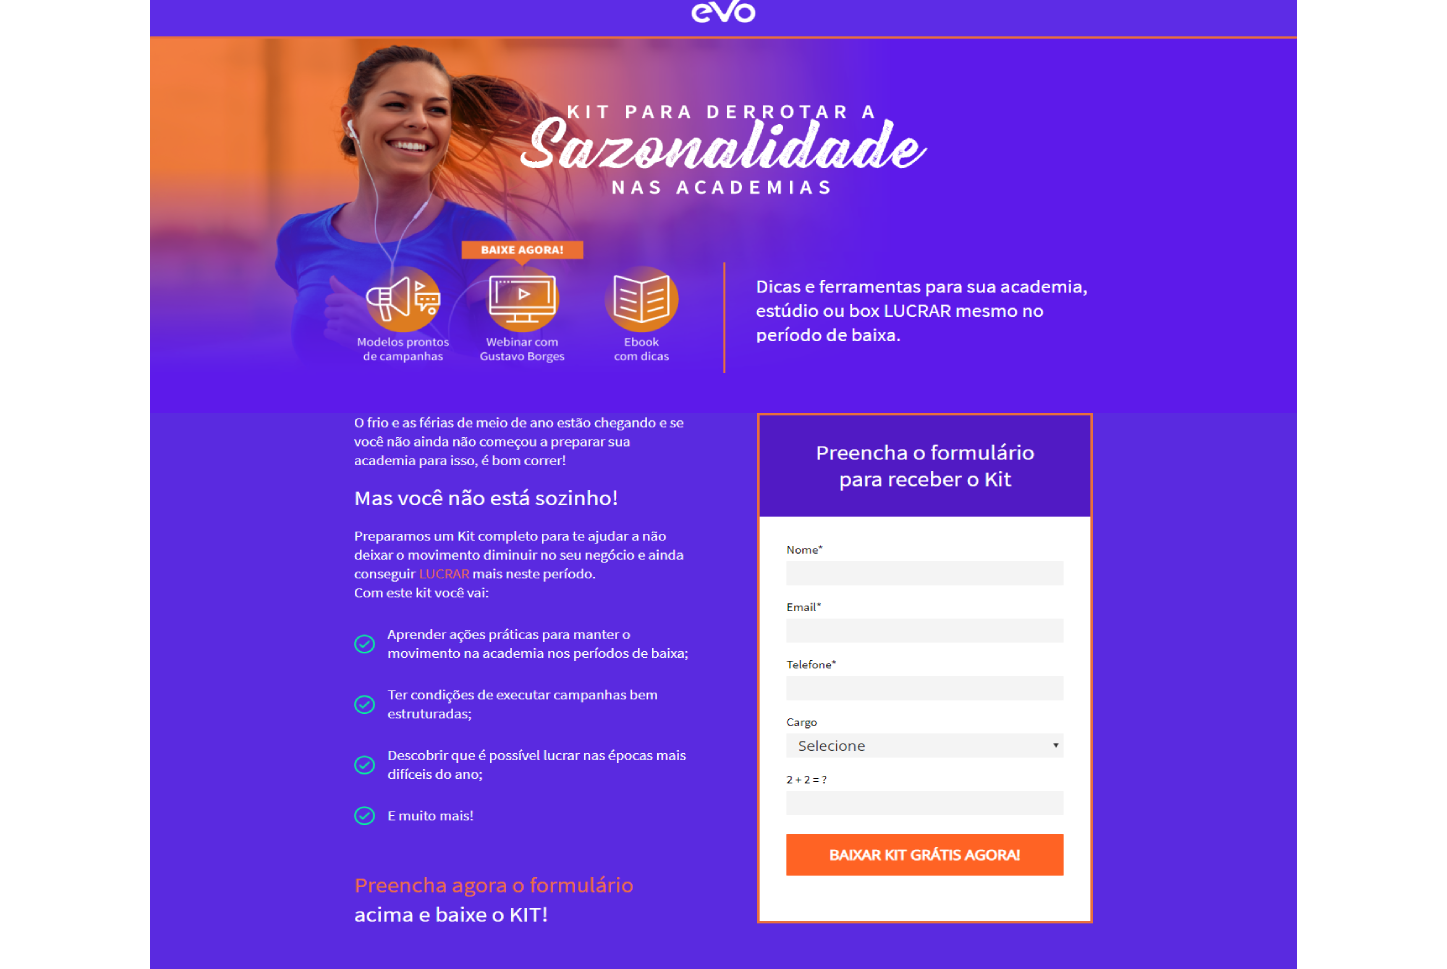 evo
KIT PARA DERROTAR A
Sazonalidade
NAS ACADEMIAS
BAIXE AGORA!
Modelos prontos
de campanhas
Webinar com
Gustavo Borges
Ebook
com dicas
Dicas e ferramentas para sua academia,
estúdio ou box LUCRAR mesmo no
período de baixa.
O frio e as férias de meio de ano estão chegando e se
você não ainda não começou a preparar sua
academia para isso, é bom correr!
Mas você não está sozinho!
Preparamos um Kit completo para te ajudar a não
deixar o movimento diminuir no seu negócio e ainda
conseguir LUCRAR mais neste período.
Com este kit você vai:
Aprender ações práticas para manter o
movimento na academia nos períodos de baixa;
Ter condições de executar campanhas bem
estruturadas;
Descobrir que é possível lucrar nas épocas mais
difíceis do ano;
E muito mais!
Preencha agora o formulário
acima e baixe o KIT!
Preencha o formulário
para receber o Kit
Nome*
Email*
Telefone*
Cargo
Selecione
2 + 2 = ?
BAIXAR KIT GRÁTIS AGORA!